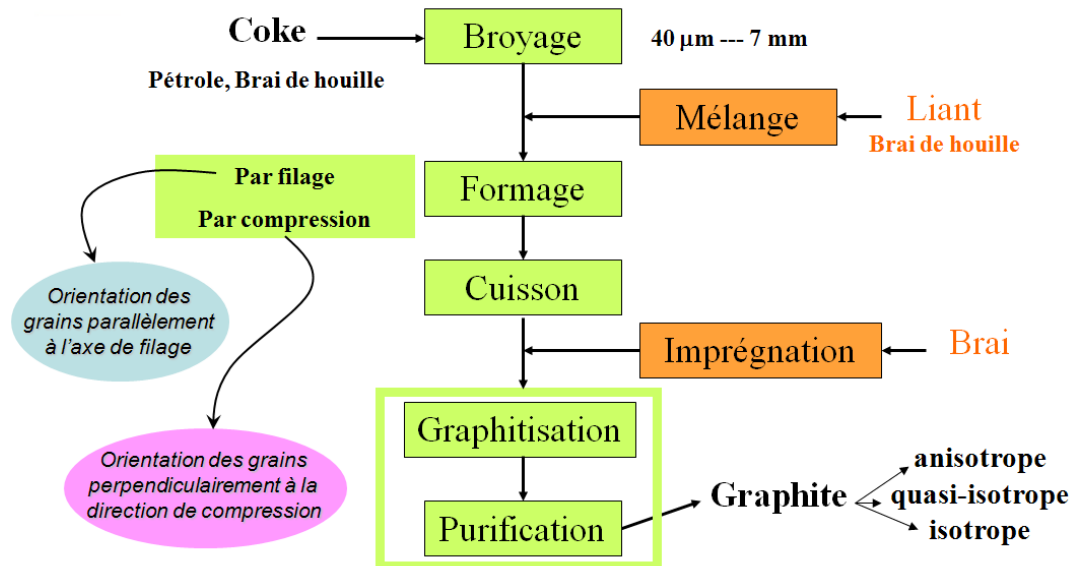 Coke
Broyage
40 µm --- 7 mm
Pétrole, Brai de houille
Mélange
Liant
Brai de houille
Par filage
Par compression
Formage
Orientation des
grains parallèlement
à l'axe de filage
Cuisson
Imprégnation
Brai
Graphitisation
Orientation des grains
perpendiculairement à la
direction de compression
Purification
Graphite
anisotrope
quasi-isotrope
isotrope